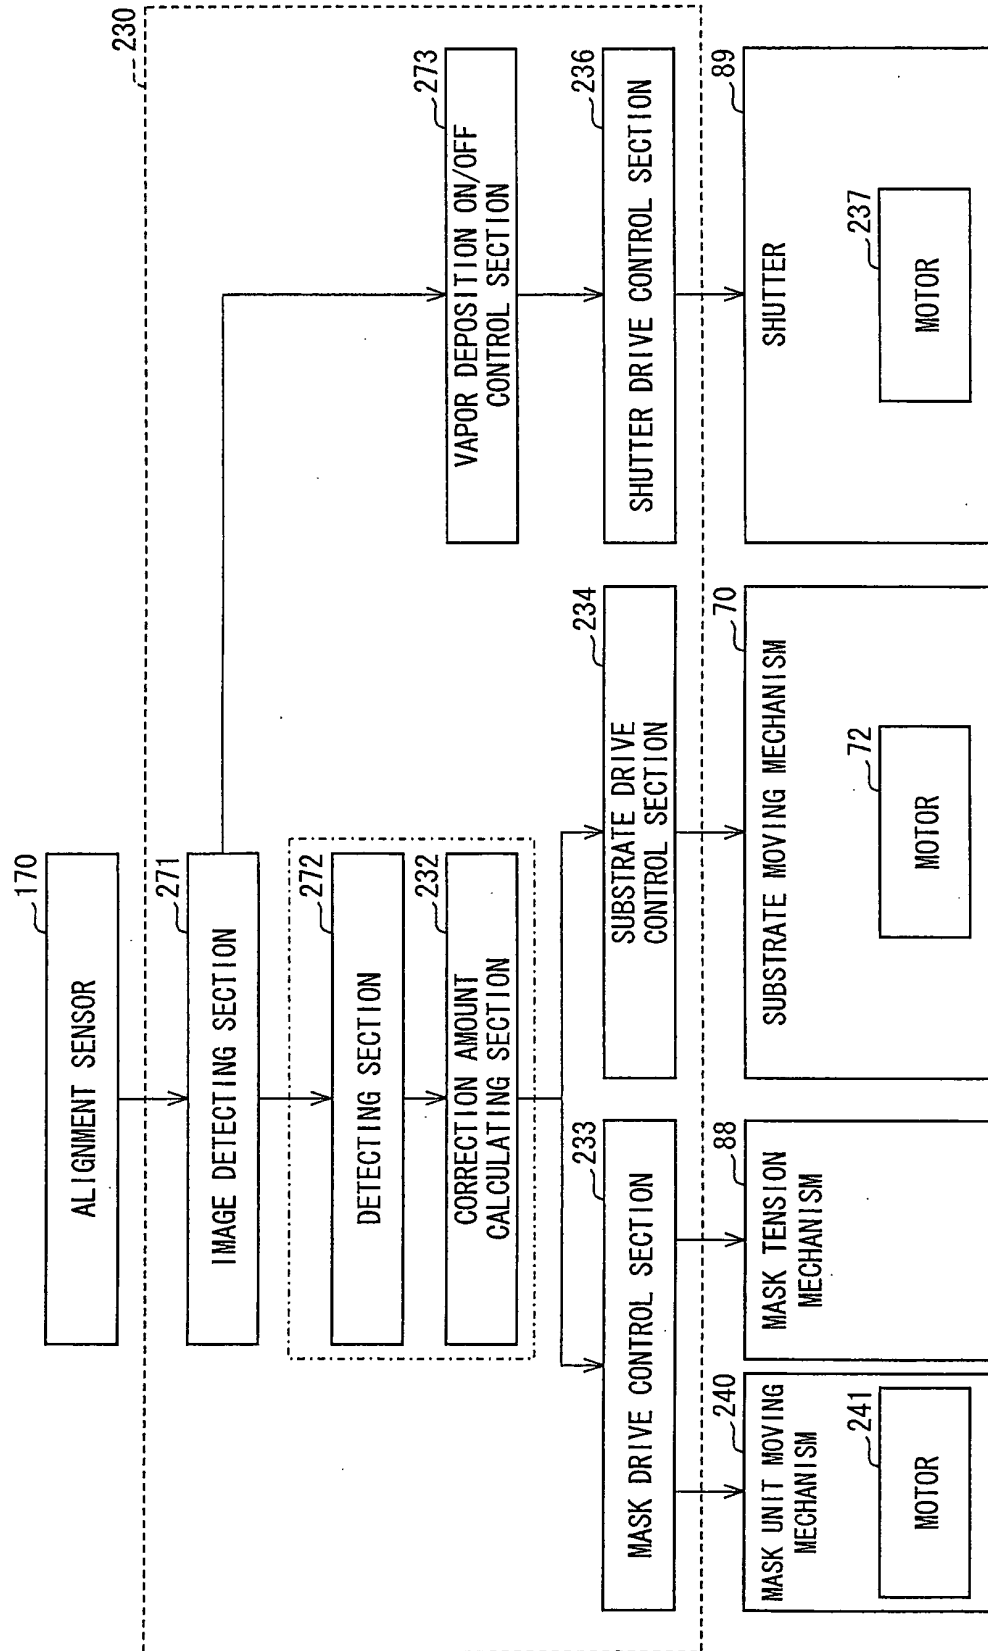 230
170
ALIGNMENT SENSOR
271
IMAGE DETECTING SECTION
272
DETECTING SECTION
232
CORRECTION AMOUNT
CALCULATING SECTION
273
VAPOR DEPOSITION ON/OFF
CONTROL SECTION
233
MASK DRIVE CONTROL SECTION
234
SUBSTRATE DRIVE
CONTROL SECTION
236
SHUTTER DRIVE CONTROL SECTION
240
MASK UNIT MOVING
MECHANISM
241
MOTOR
88
MASK TENSION
MECHANISM
70
SUBSTRATE MOVING MECHANISM
72
MOTOR
89
SHUTTER
237
MOTOR